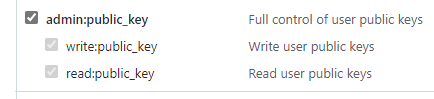 admin:public_key Full control of user public keys
write:public_key Write user public keys
read:public_key Read user public keys